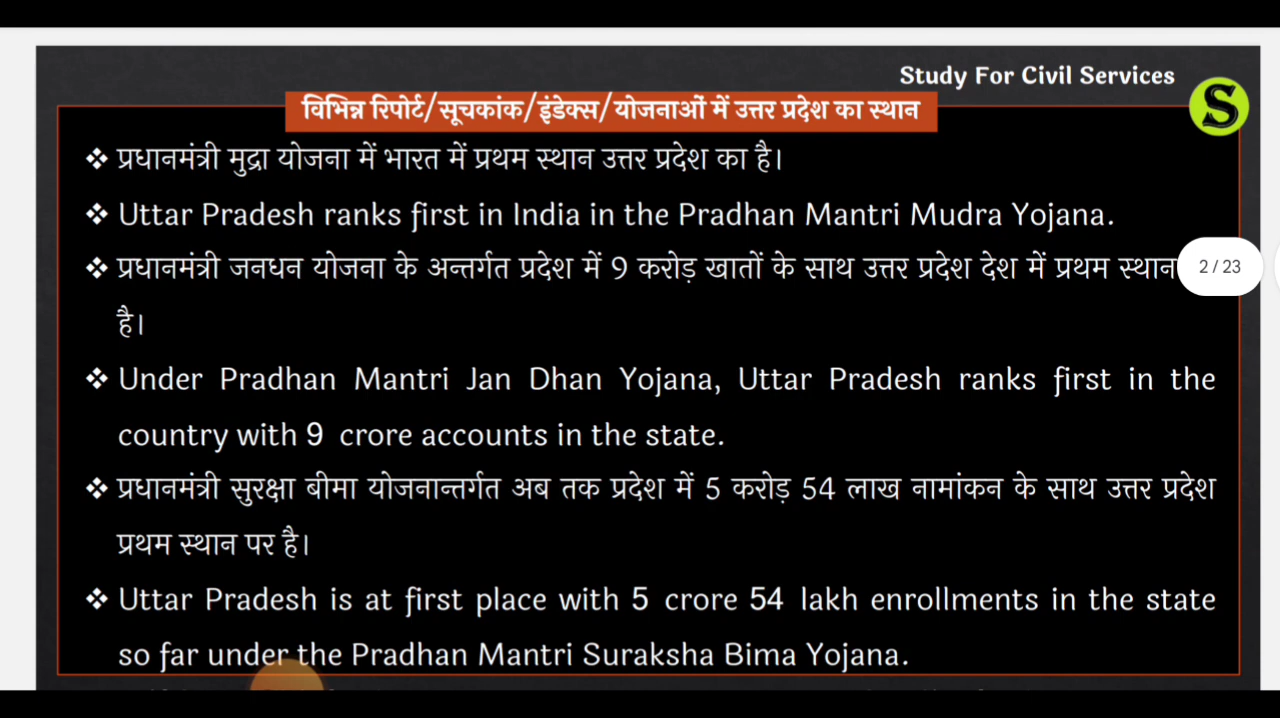 Study For Civil Services
S
विभिन्न रिपोर्ट/सूचकांक/इंडेक्स/योजनाओं में उत्तर प्रदेश का स्थान
❖ प्रधानमंत्री मुद्रा योजना में भारत में प्रथम स्थान उत्तर प्रदेश का है।
❖ Uttar Pradesh ranks first in India in the Pradhan Mantri Mudra Yojana.
❖ प्रधानमंत्री जनधन योजना के अन्तर्गत प्रदेश में 9 करोड़ खातों के साथ उत्तर प्रदेश देश में प्रथम स्थान
2 / 23
है।
❖ Under Pradhan Mantri Jan Dhan Yojana, Uttar Pradesh ranks first in the
country with 9 crore accounts in the state.
❖ प्रधानमंत्री सुरक्षा बीमा योजनान्तर्गत अब तक प्रदेश में 5 करोड़ 54 लाख नामांकन के साथ उत्तर प्रदेश
प्रथम स्थान पर है।
❖ Uttar Pradesh is at first place with 5 crore 54 lakh enrollments in the state
so far under the Pradhan Mantri Suraksha Bima Yojana.